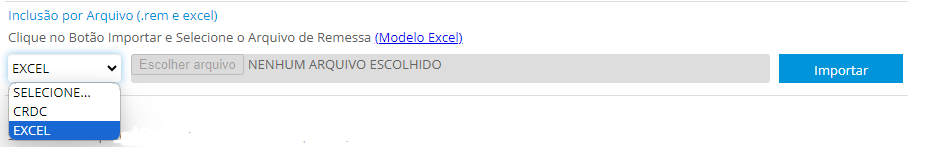 Inclusão por Arquivo (.rem e excel)
Clique no Botão Importar e Selecione o Arquivo de Remessa (Modelo Excel)
EXCEL Escolher arquivo NENHUM ARQUIVO ESCOLHIDO Importar
SELECIONE...
CRDC
EXCEL